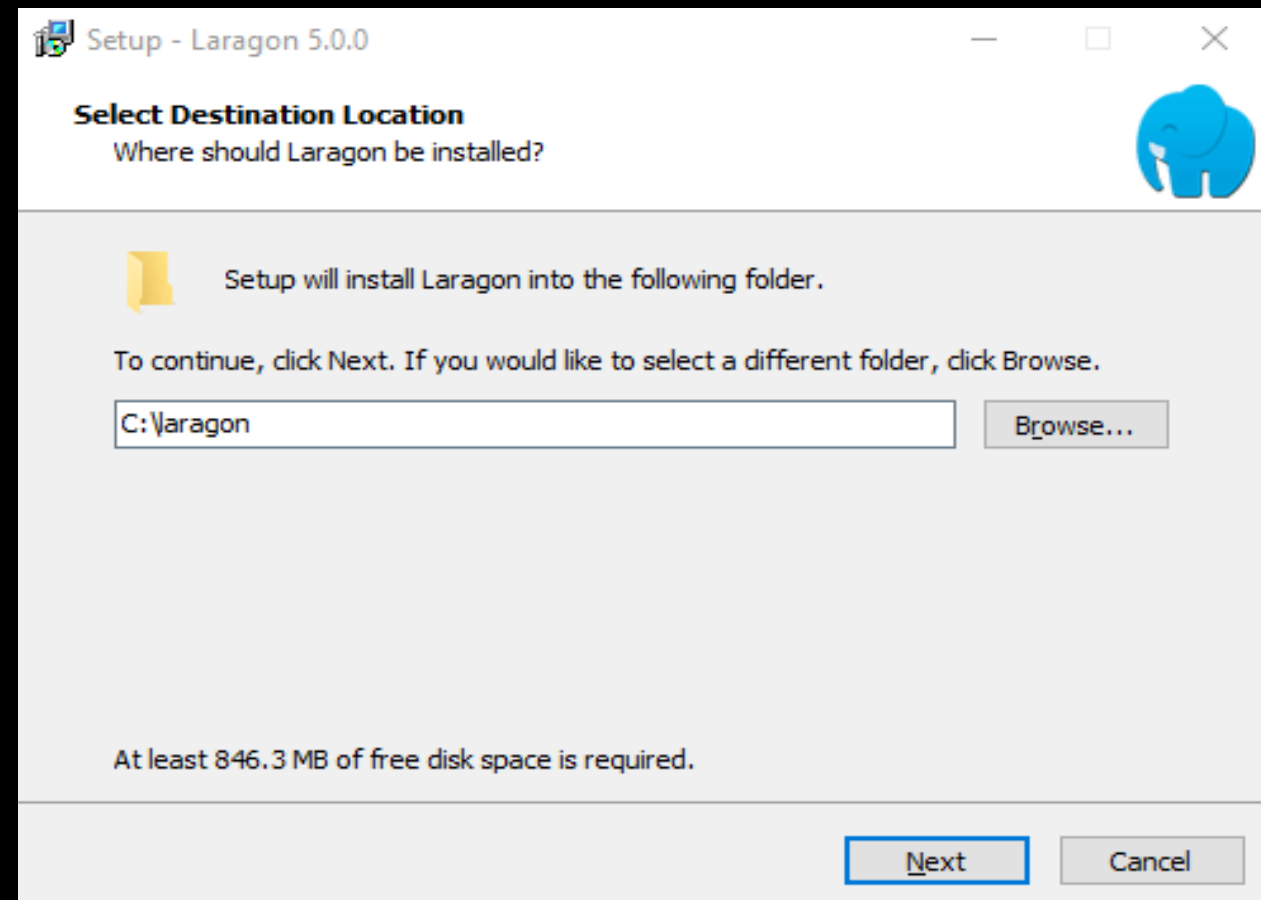 Setup - Laragon 5.0.0
Select Destination Location
Where should Laragon be installed?
Setup will install Laragon into the following folder.
To continue, click Next. If you would like to select a different folder, click Browse.
C:\laragon
Browse...
At least 846.3 MB of free disk space is required.
Next
Cancel